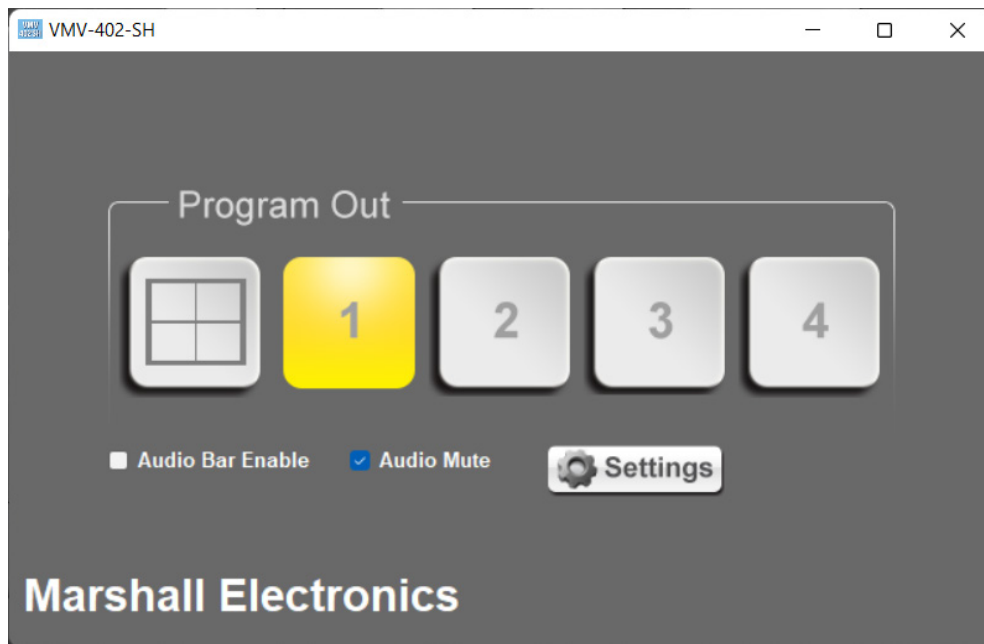 VMV-402-SH
Program Out
1 2 3 4
Audio Bar Enable Audio Mute Settings
Marshall Electronics